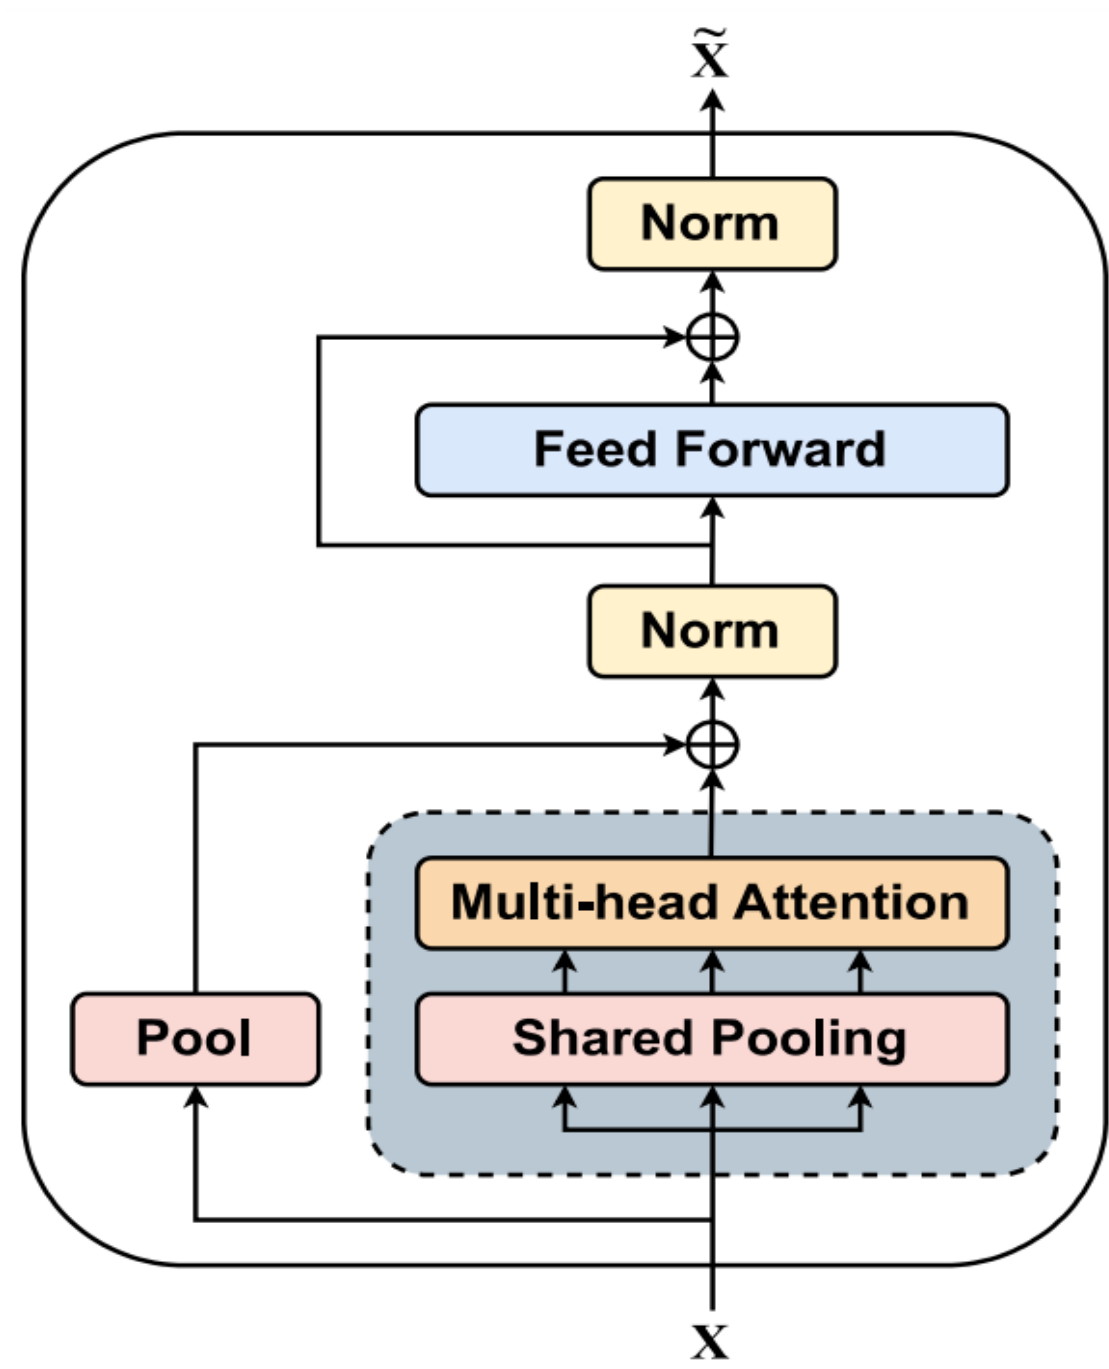 x̃
Norm
Feed Forward
Norm
Multi-head Attention
Pool
Shared Pooling
x